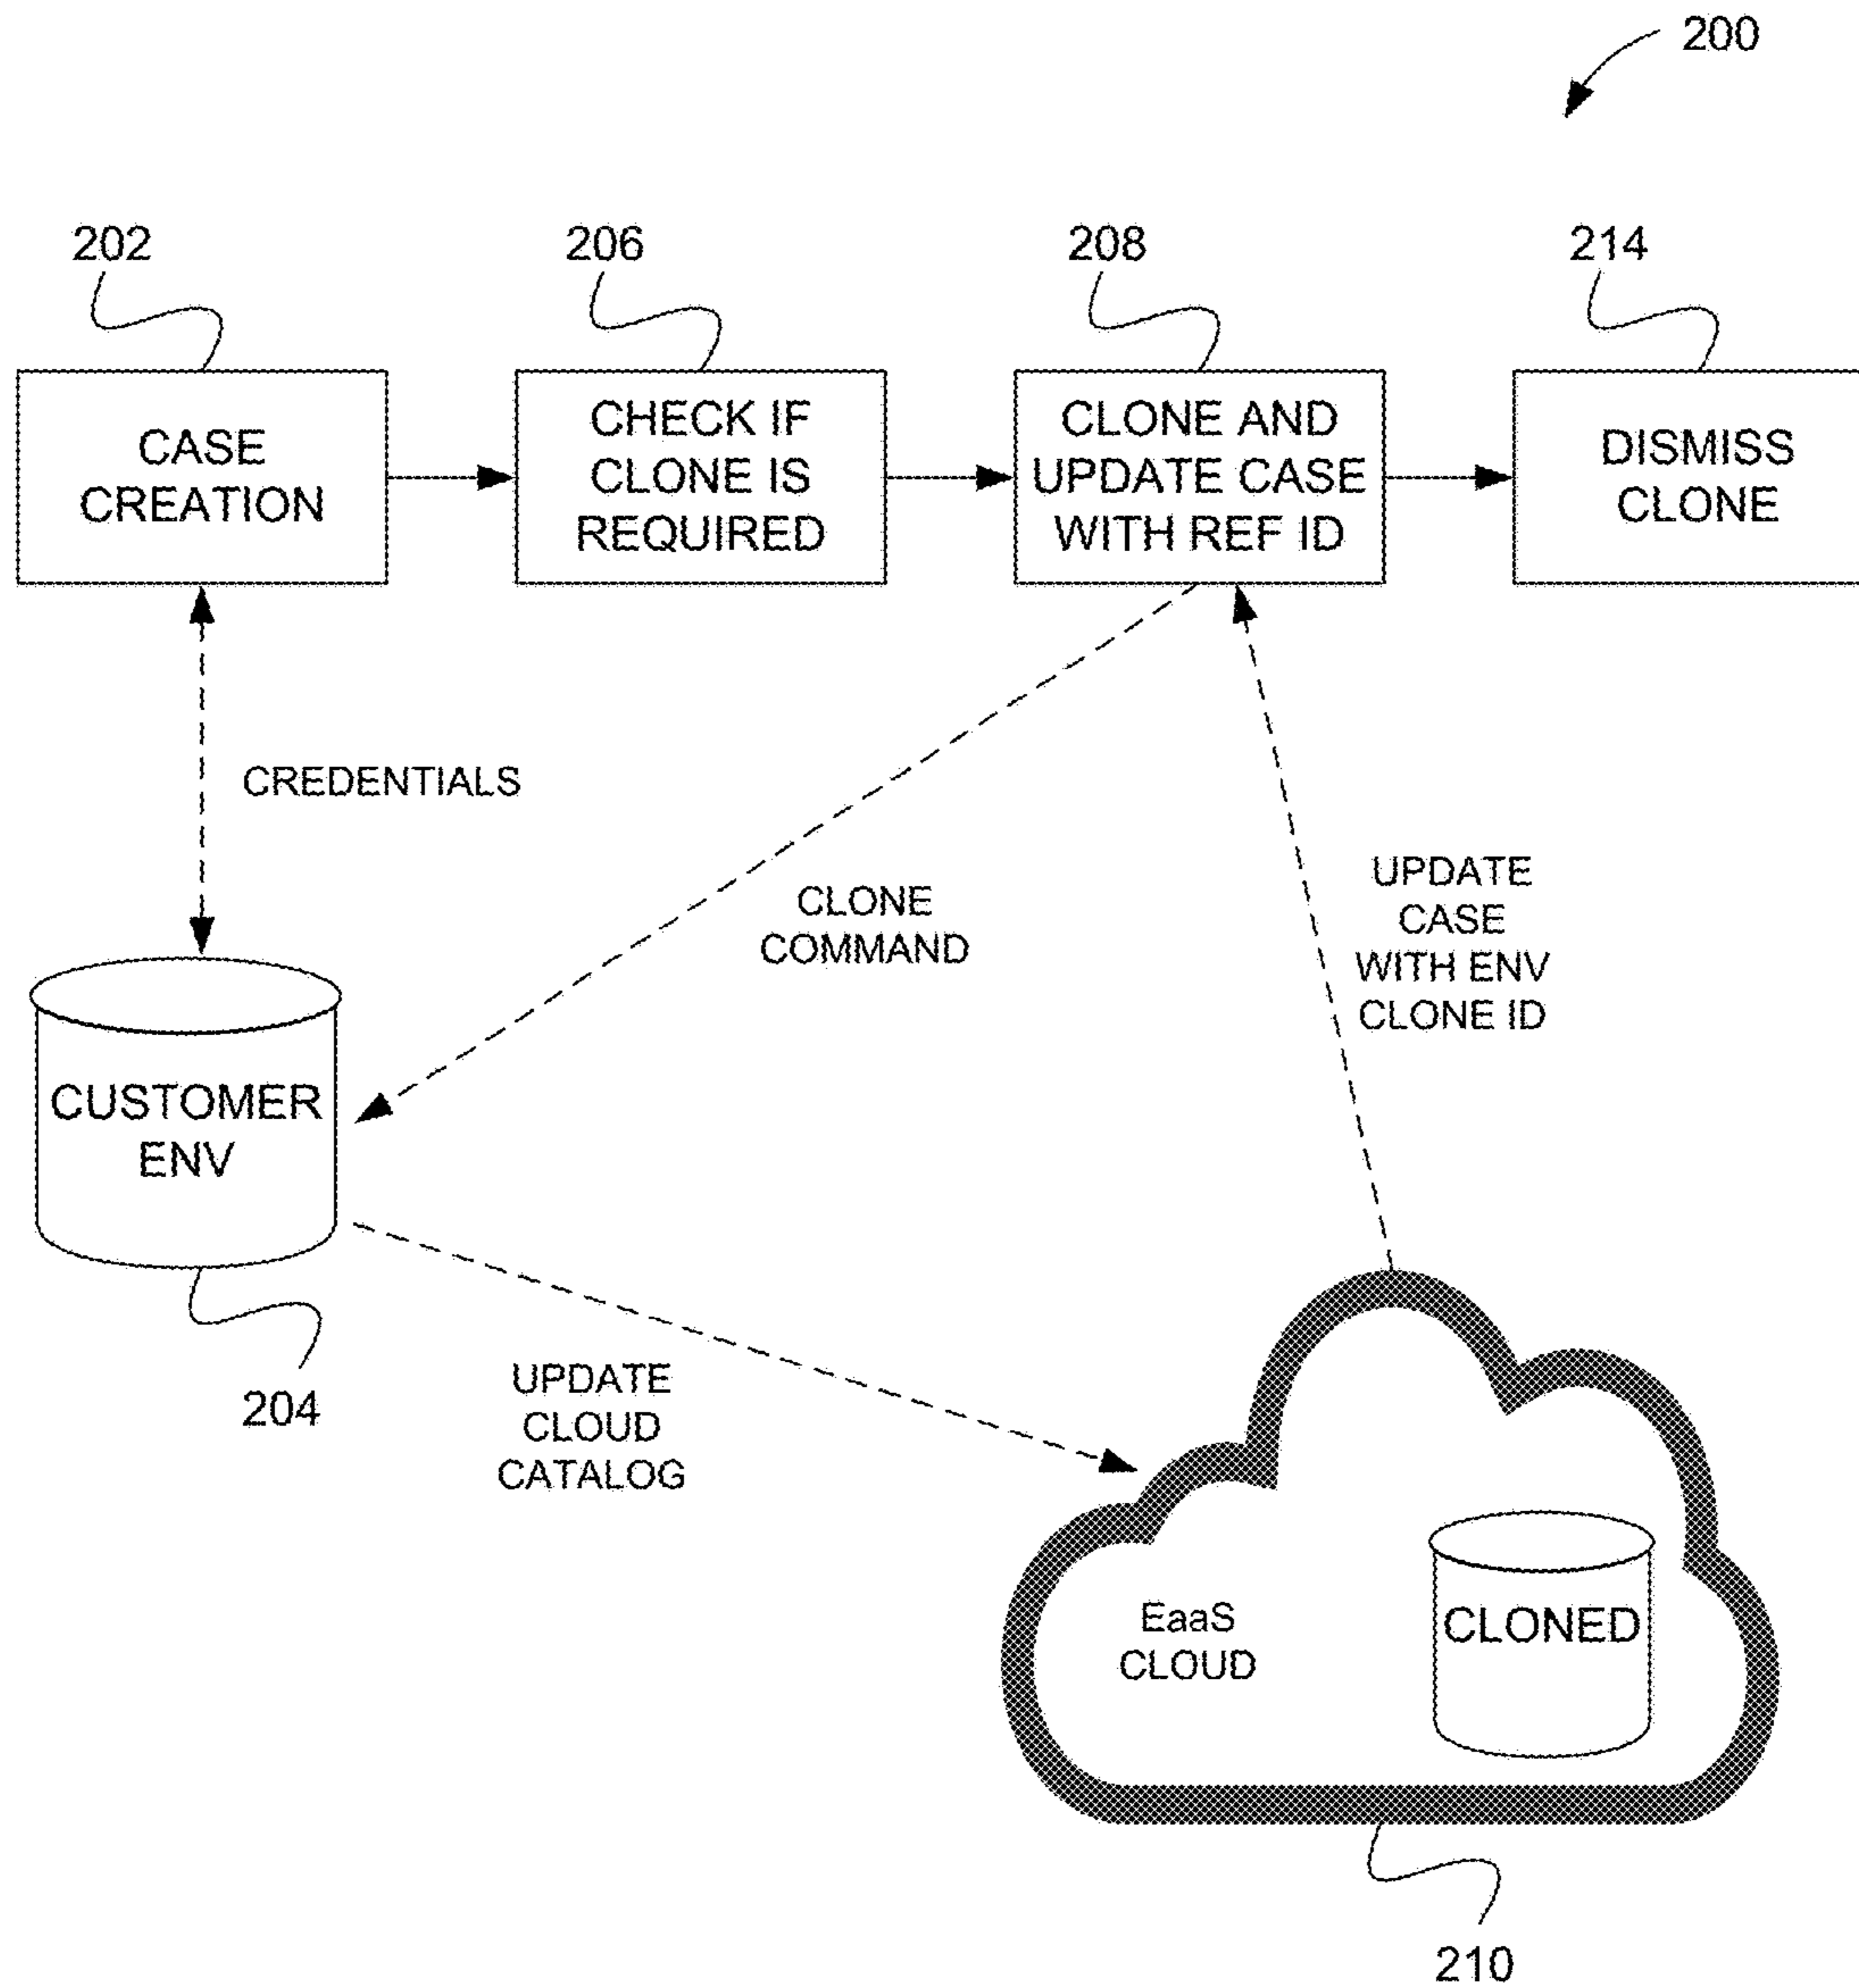 200
202
206
208
214
CASE
CREATION
CHECK IF
CLONE IS
REQUIRED
CLONE AND
UPDATE CASE
WITH REF ID
DISMISS
CLONE
CREDENTIALS
CLONE
COMMAND
UPDATE
CASE
WITH ENV
CLONE ID
CUSTOMER
ENV
204
UPDATE
CLOUD
CATALOG
EaaS
CLOUD
CLONED
210